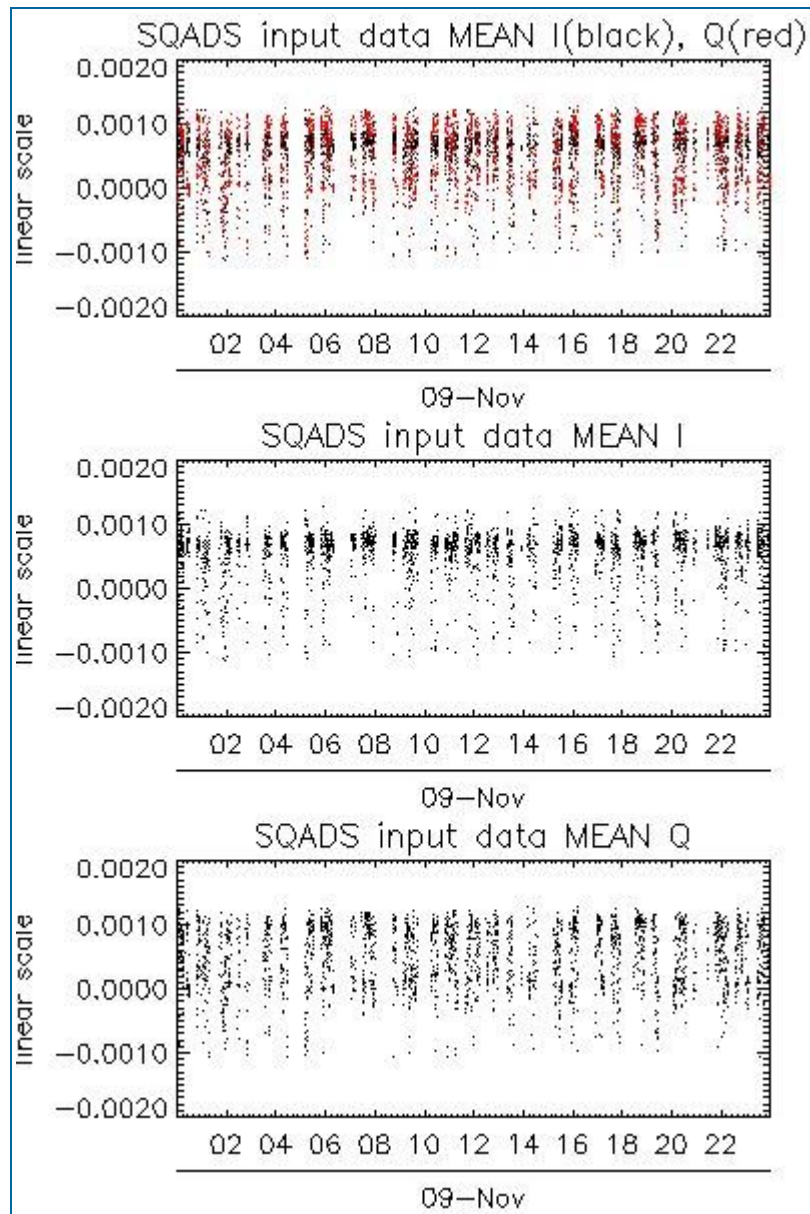 SQADS input data MEAN I(black), Q(red)
0.0020
0.0010
0.0000
−0.0010
−0.0020
linear scale
02 04 06 08 10 12 14 16 18 20 22
09−Nov
SQADS input data MEAN I
0.0020
0.0010
0.0000
−0.0010
−0.0020
linear scale
02 04 06 08 10 12 14 16 18 20 22
09−Nov
SQADS input data MEAN Q
0.0020
0.0010
0.0000
−0.0010
−0.0020
linear scale
02 04 06 08 10 12 14 16 18 20 22
09−Nov